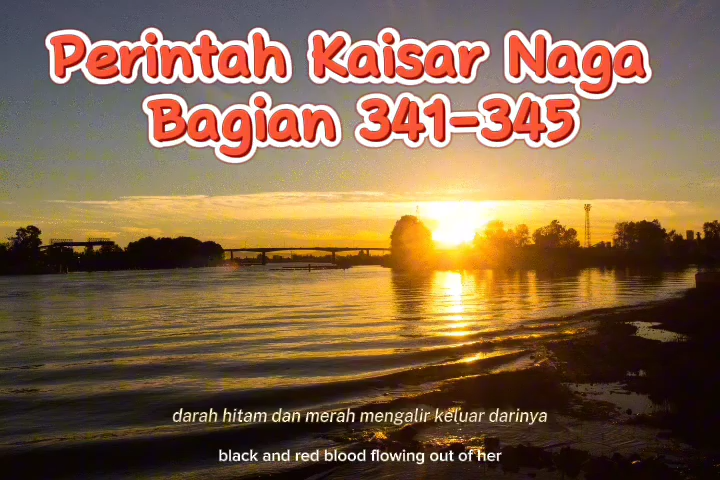 Perintah Kaisar Naga
Bagian 341-345
darah hitam dan merah mengalir keluar darinya
black and red blood flowing out of her